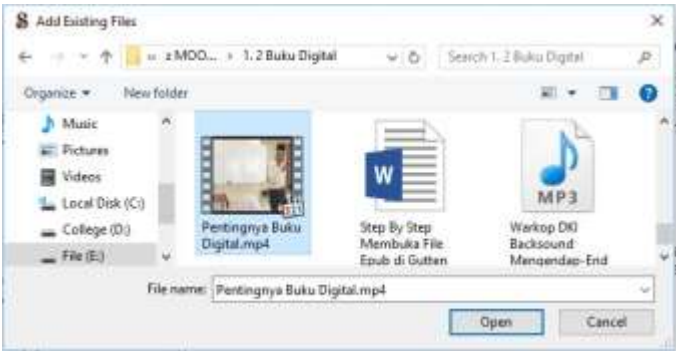 Add Existing Files
« z MOO... › 1. 2 Buku Digital
Search 1. 2 Buku Digital
Organize
New folder
Music
Pictures
Videos
Local Disk (C:)
College (D:)
File (E:)
Pentingnya Buku
Digital.mp4
W
Step By Step
Membuka File
Epub di Gutten
MP3
Warkop DKI
Backsound
Mengendap-End
File name: Pentingnya Buku Digital.mp4
Open
Cancel